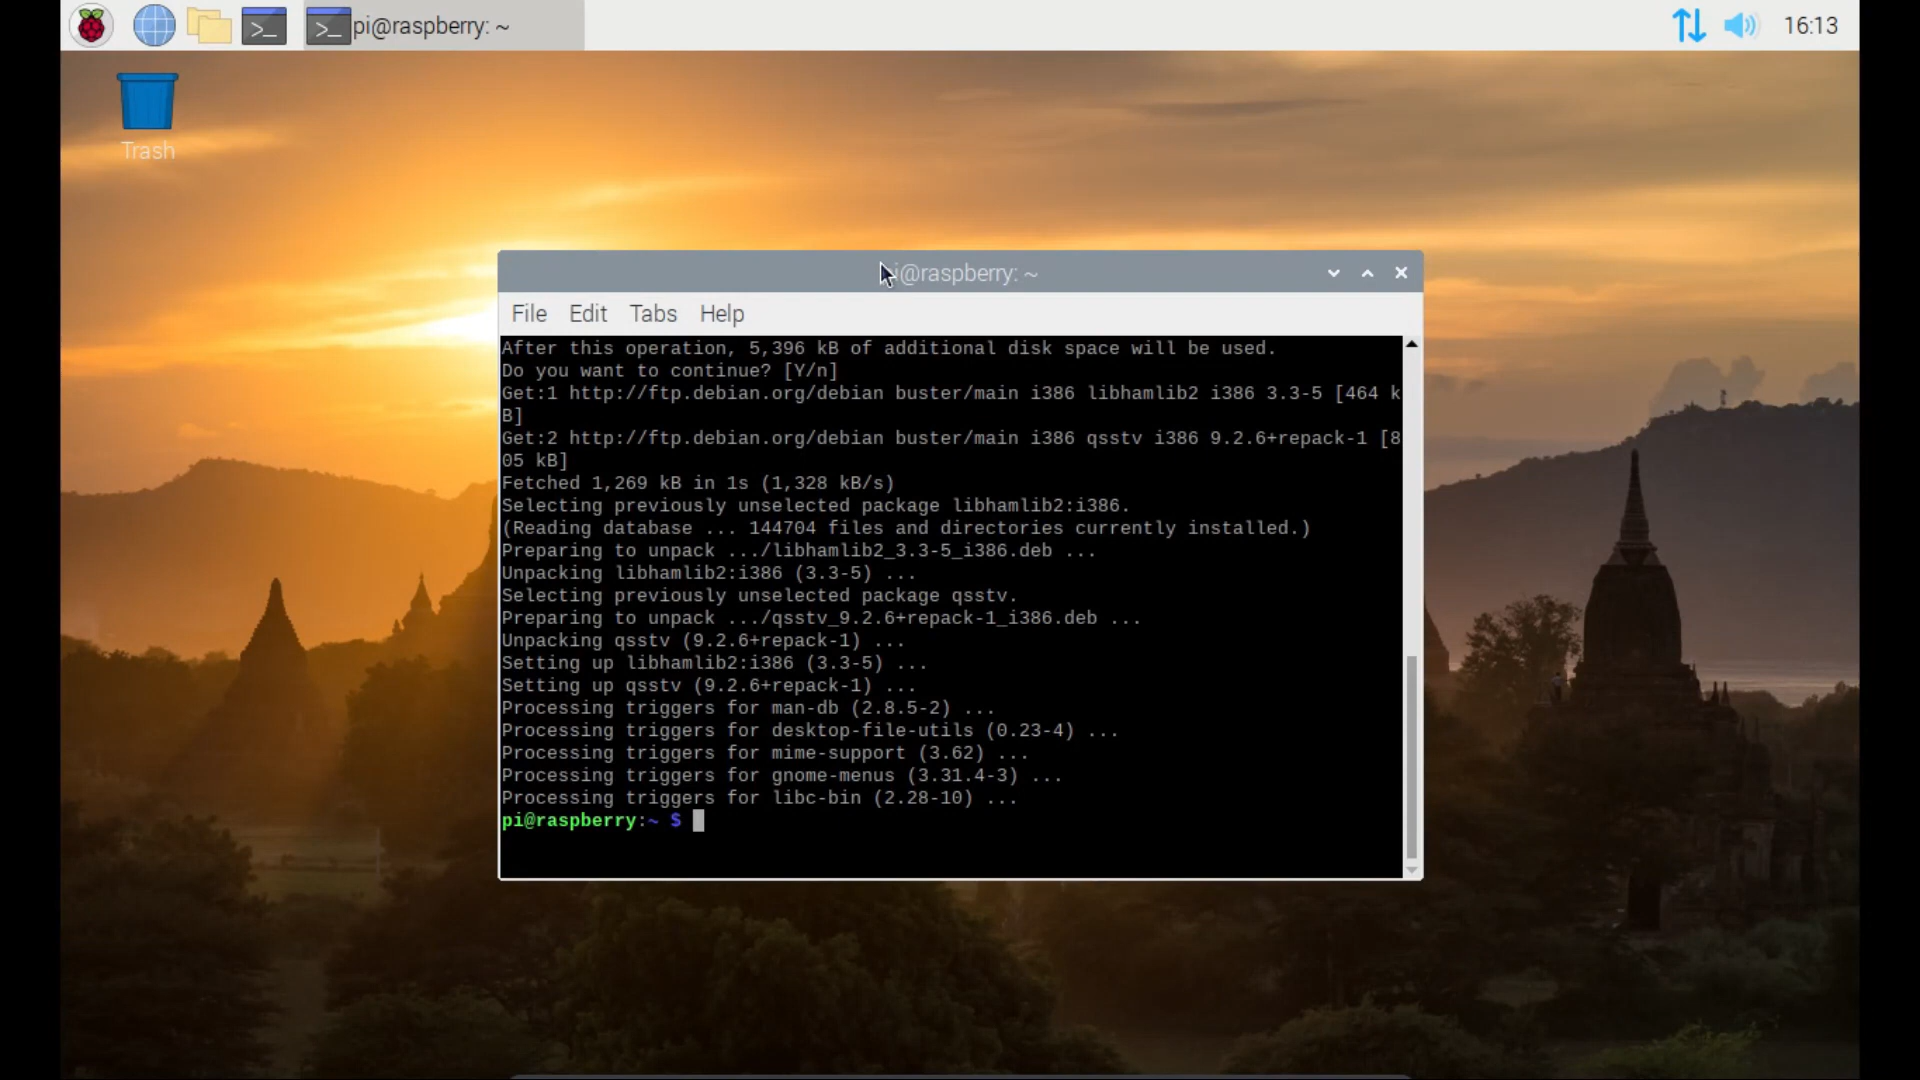 pi@raspberry: ~
16:13
Trash
pi@raspberry: ~
File Edit Tabs Help
After this operation, 5,396 kB of additional disk space will be used.
Do you want to continue? [Y/n]
Get:1 http://ftp.debian.org/debian buster/main i386 libhamlib2 i386 3.3-5 [464 k
B]
Get:2 http://ftp.debian.org/debian buster/main i386 qsstv i386 9.2.6+repack-1 [8
05 kB]
Fetched 1,269 kB in 1s (1,328 kB/s)
Selecting previously unselected package libhamlib2:i386.
(Reading database ... 144704 files and directories currently installed.)
Preparing to unpack .../libhamlib2_3.3-5_i386.deb ...
Unpacking libhamlib2:i386 (3.3-5) ...
Selecting previously unselected package qsstv.
Preparing to unpack .../qsstv_9.2.6+repack-1_i386.deb ...
Unpacking qsstv (9.2.6+repack-1) ...
Setting up libhamlib2:i386 (3.3-5) ...
Setting up qsstv (9.2.6+repack-1) ...
Processing triggers for man-db (2.8.5-2) ...
Processing triggers for desktop-file-utils (0.23-4) ...
Processing triggers for mime-support (3.62) ...
Processing triggers for gnome-menus (3.31.4-3) ...
Processing triggers for libc-bin (2.28-10) ...
pi@raspberry:~ $